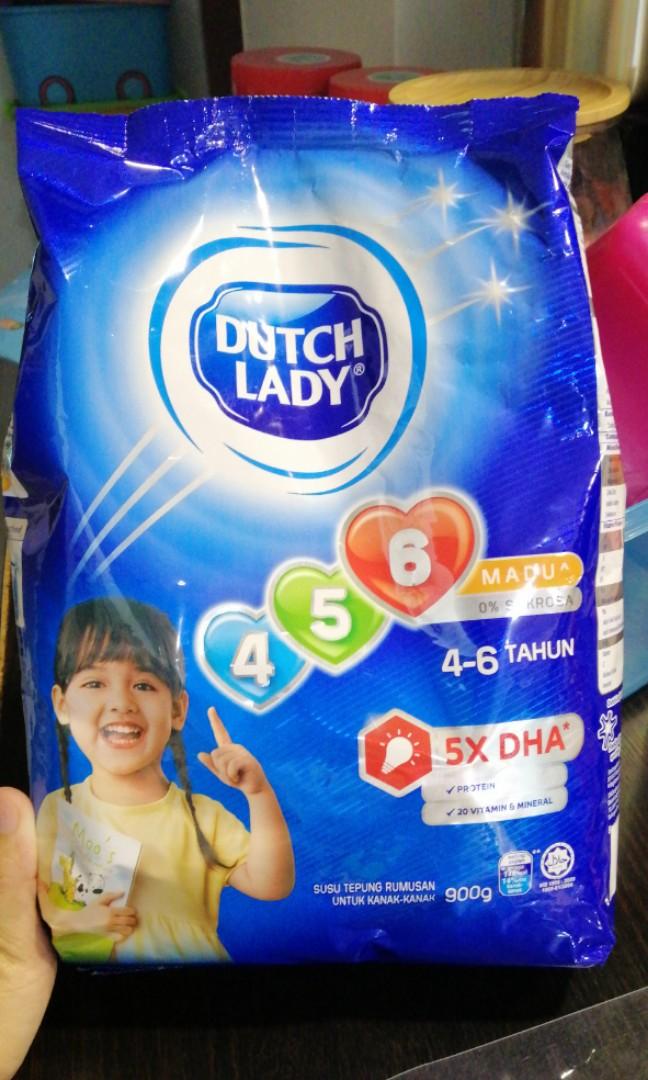 DUTCH
LADY®
6
5
4
MADU^
0% SUKROSA
4-6 TAHUN
5X DHA*
✓ PROTEIN
✓ 20 VITAMIN & MINERAL
Moo's
SUSU TEPUNG RUMUSAN
UNTUK KANAK-KANAK
900g